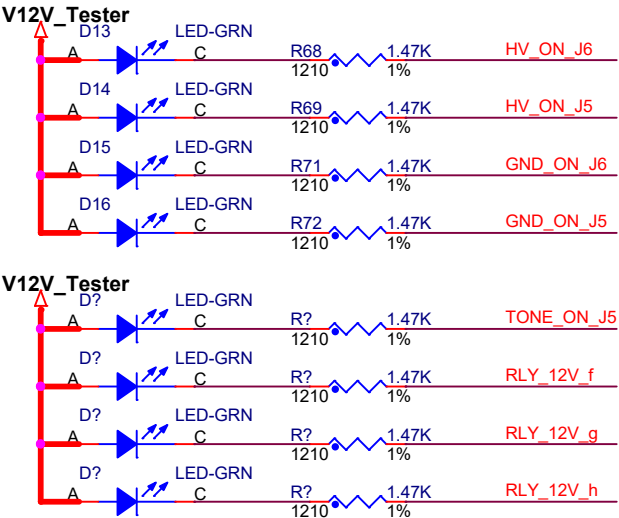 V12V_Tester
D13 LED-GRN
A C R68 1.47K HV_ON_J6
1210 1%
D14 LED-GRN
A C R69 1.47K HV_ON_J5
1210 1%
D15 LED-GRN
A C R71 1.47K GND_ON_J6
1210 1%
D16 LED-GRN
A C R72 1.47K GND_ON_J5
1210 1%
V12V_Tester
D? LED-GRN
A C R? 1.47K TONE_ON_J5
1210 1%
D? LED-GRN
A C R? 1.47K RLY_12V_f
1210 1%
D? LED-GRN
A C R? 1.47K RLY_12V_g
1210 1%
D? LED-GRN
A C R? 1.47K RLY_12V_h
1210 1%